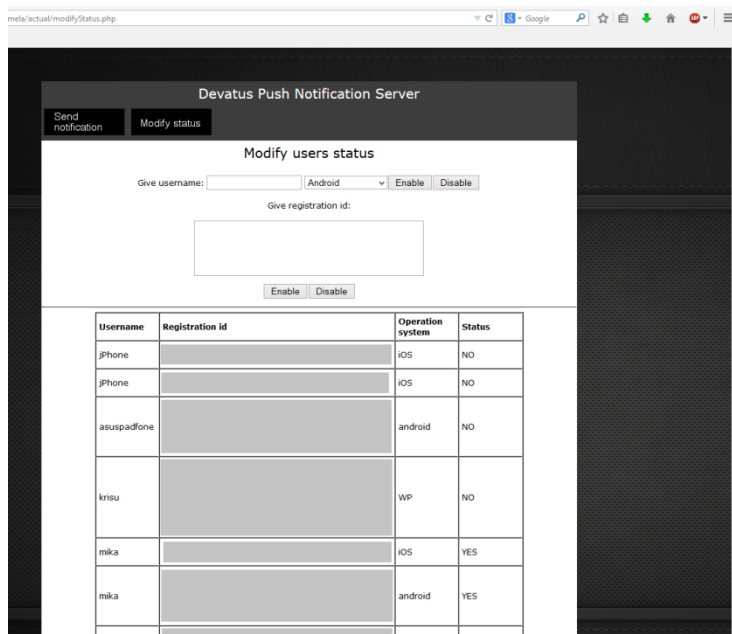 mela/actual/modifyStatus.php
Google
Devatus Push Notification Server
Send
notification
Modify status
Modify users status
Give username:
Android
Enable
Disable
Give registration id:
Enable
Disable
Username
Registration id
Operation
system
Status
jPhone
iOS
NO
jPhone
iOS
NO
asuspadfone
android
NO
krisu
WP
NO
mika
iOS
YES
mika
android
YES